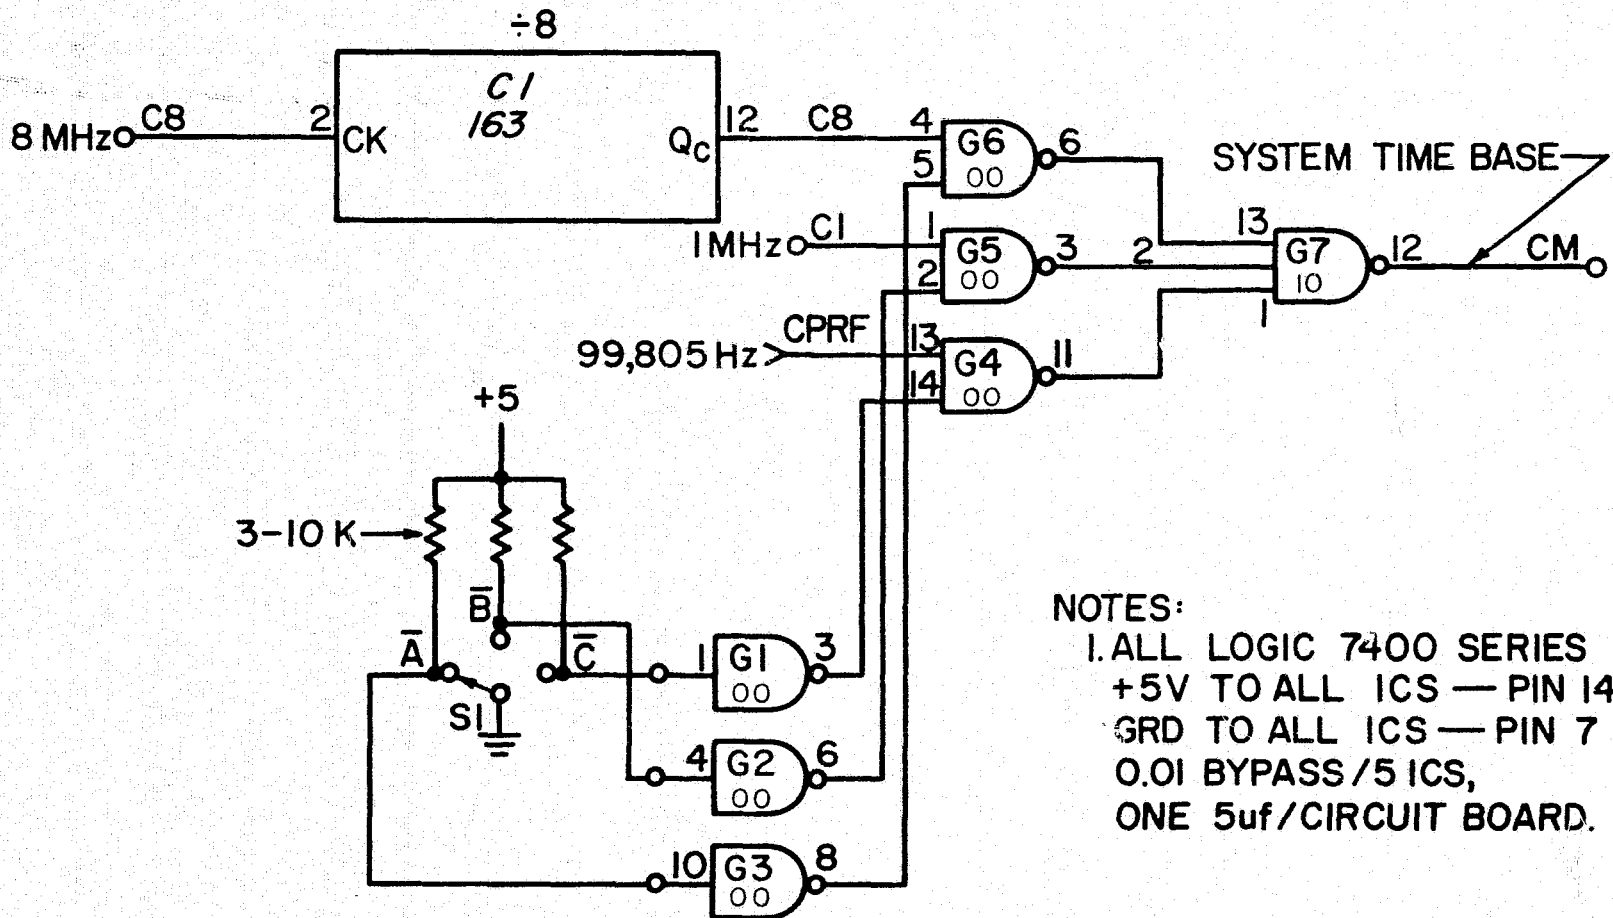 ÷8
C1
163
8 MHz C8 2 CK QC 12 C8 4
G6
00
6
5
SYSTEM TIME BASE
1 MHz C1 1
G5
00
3 2
2
13
G7
10
12 CM
1
99,805 Hz CPRF 13
G4
00
11
14
+5
3-10 K
B̅
A̅
C̅
S1
1 G1 3
00
4 G2 6
00
10 G3 8
00
NOTES:
1. ALL LOGIC 7400 SERIES
+5V TO ALL ICS — PIN 14
GRD TO ALL ICS — PIN 7
0.01 BYPASS/5 ICS,
ONE 5uf/CIRCUIT BOARD.